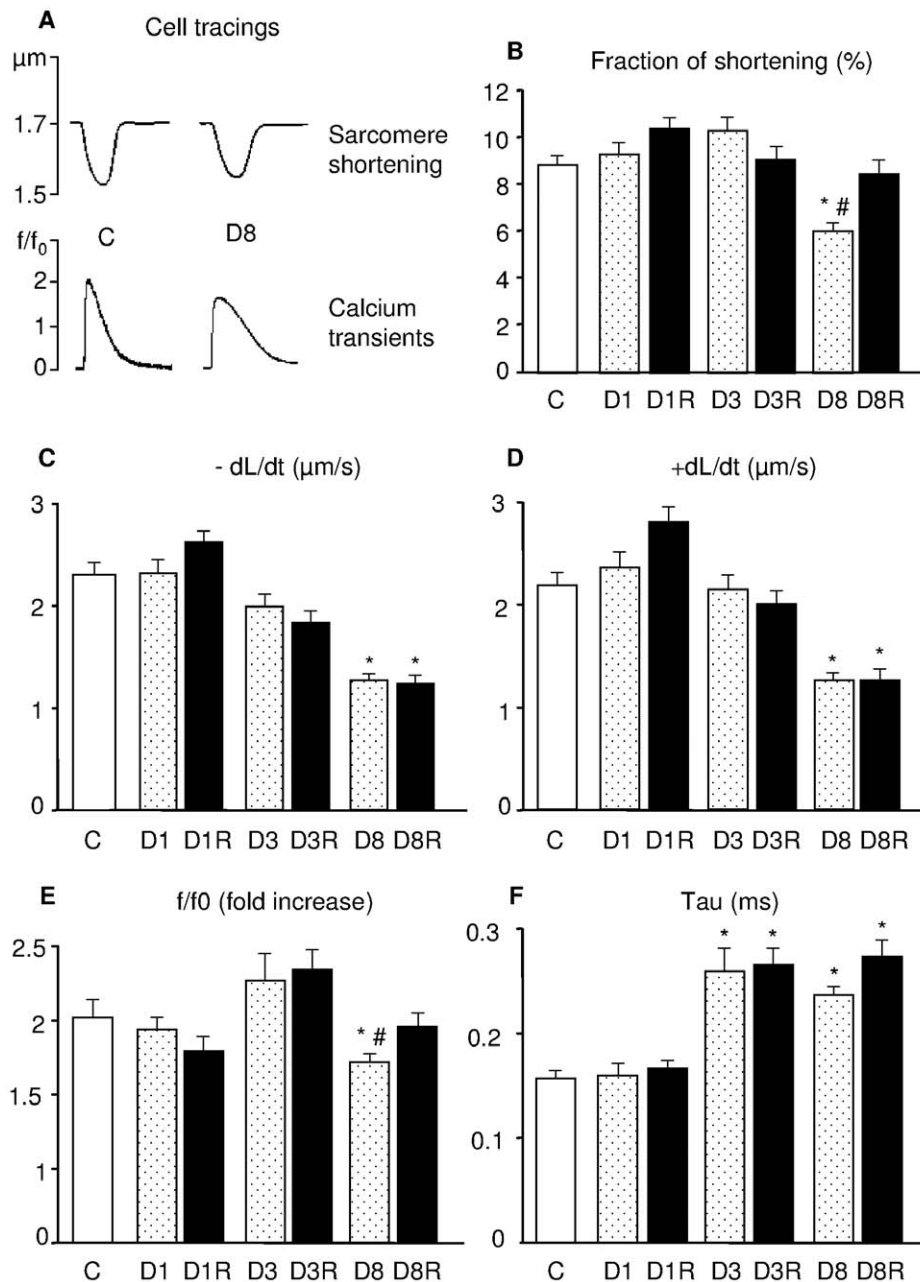 A
Cell tracings
µm
1.7
1.5
Sarcomere
shortening
f/f0
C
D8
2
1
0
Calcium
transients
B
Fraction of shortening (%)
12
10
8
6
4
2
0
* #
C D1 D1R D3 D3R D8 D8R
C
- dL/dt (µm/s)
3
2
1
0
* *
C D1 D1R D3 D3R D8 D8R
D
+dL/dt (µm/s)
3
2
1
0
* *
C D1 D1R D3 D3R D8 D8R
E
f/f0 (fold increase)
2.5
2
1.5
1
0
* #
C D1 D1R D3 D3R D8 D8R
F
Tau (ms)
0.3
0.2
0.1
0
* * * *
C D1 D1R D3 D3R D8 D8R